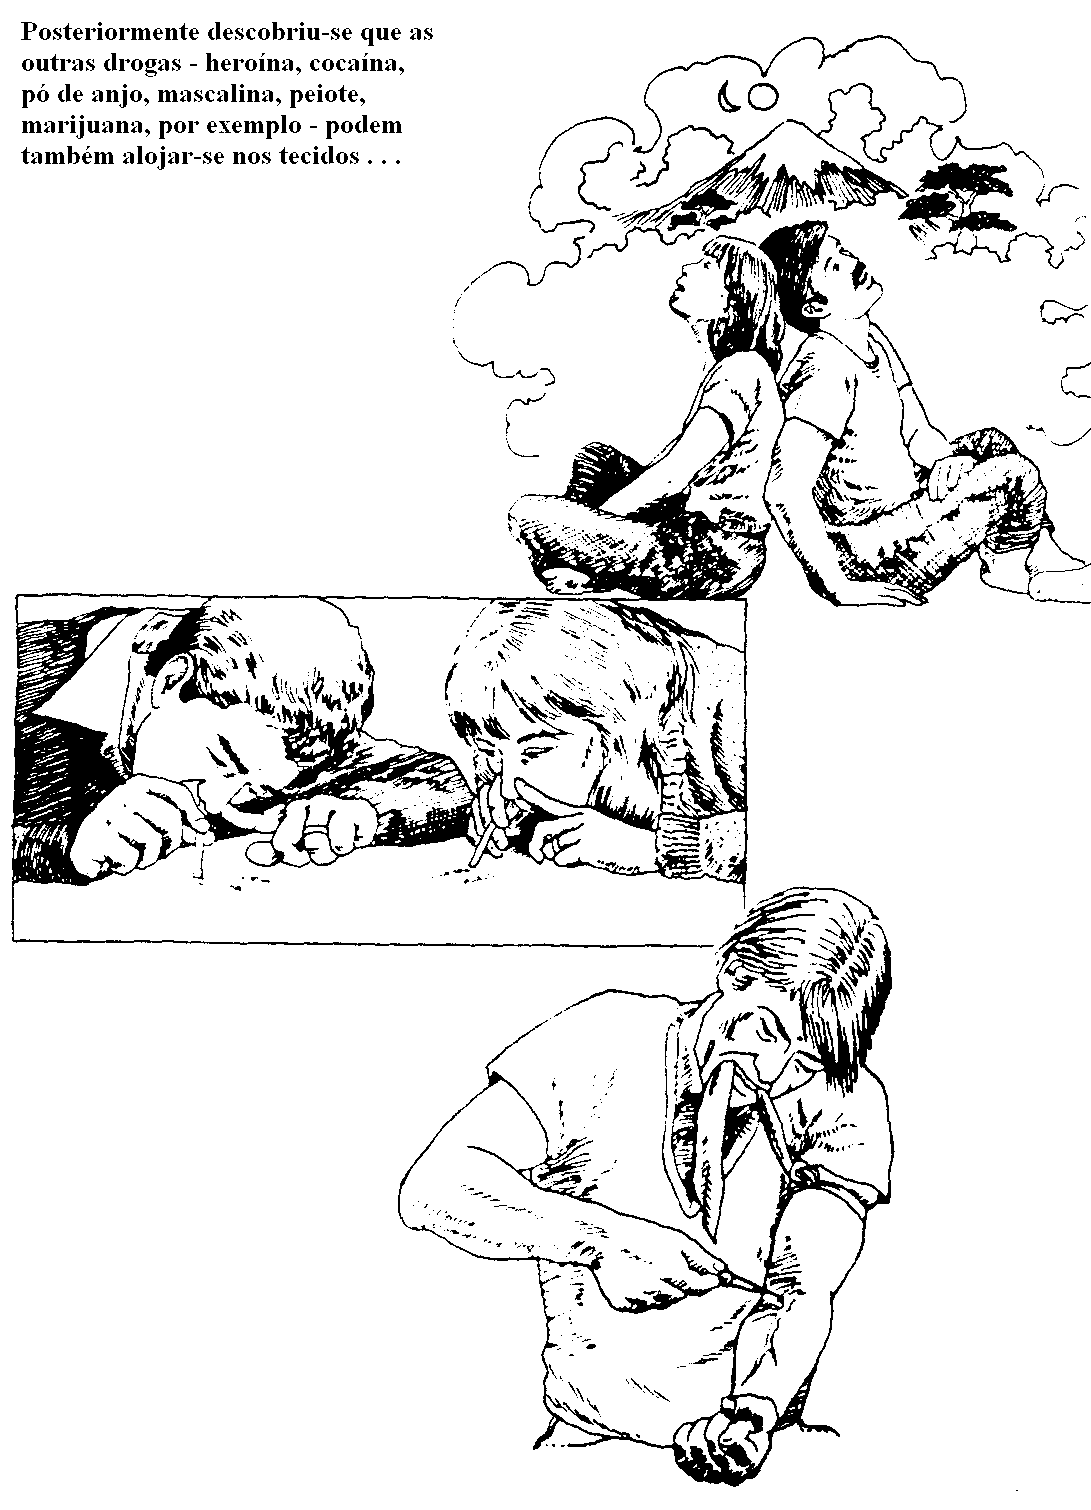 Posteriormente descobriu-se que as
outras drogas - heroína, cocaína,
pó de anjo, mascalina, peiote,
marijuana, por exemplo - podem
também alojar-se nos tecidos . . .